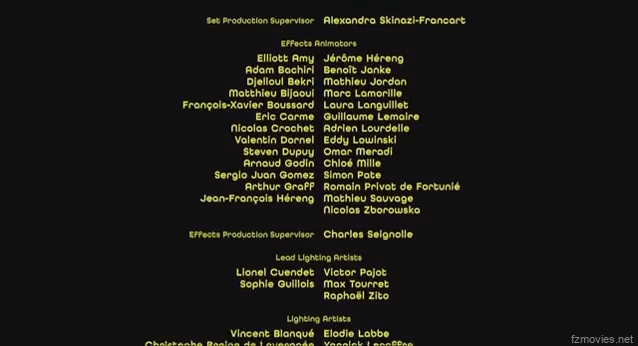 Set Production Supervisor Alexandra Skinazi-Francart
Effects Animators
Elliott Amy Jérôme Héreng
Adam Bachiri Benoît Janke
Djelloul Bekri Mathieu Jordan
Matthieu Bijaoui Marc Lamorille
François-Xavier Boussard Laura Languillet
Eric Carme Guillaume Lemaire
Nicolas Crochet Adrien Lourdelle
Valentin Dornel Eddy Lowinski
Steven Dupuy Omar Meradi
Arnaud Godin Chloé Mille
Sergio Juan Gomez Simon Pate
Arthur Graff Romain Privat de Fortunié
Jean-François Héreng Mathieu Sauvage
Nicolas Zborowska
Effects Production Supervisor Charles Seignolle
Lead Lighting Artists
Lionel Cuendet Victor Pajot
Sophie Guillois Max Tourret
Raphaël Zito
Lighting Artists
Vincent Blanqué Elodie Labbe
Christophe de Yannick
fzmovies.net